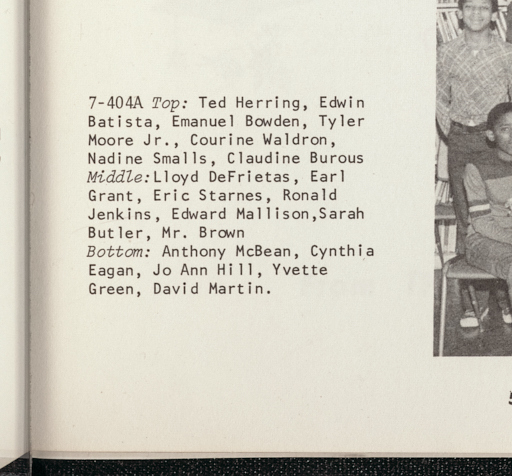 7-404A Top: Ted Herring, Edwin
Batista, Emanuel Bowden, Tyler
Moore Jr., Courine Waldron,
Nadine Smalls, Claudine Burous
Middle:Lloyd DeFrietas, Earl
Grant, Eric Starnes, Ronald
Jenkins, Edward Mallison,Sarah
Butler, Mr. Brown
Bottom: Anthony McBean, Cynthia
Eagan, Jo Ann Hill, Yvette
Green, David Martin.